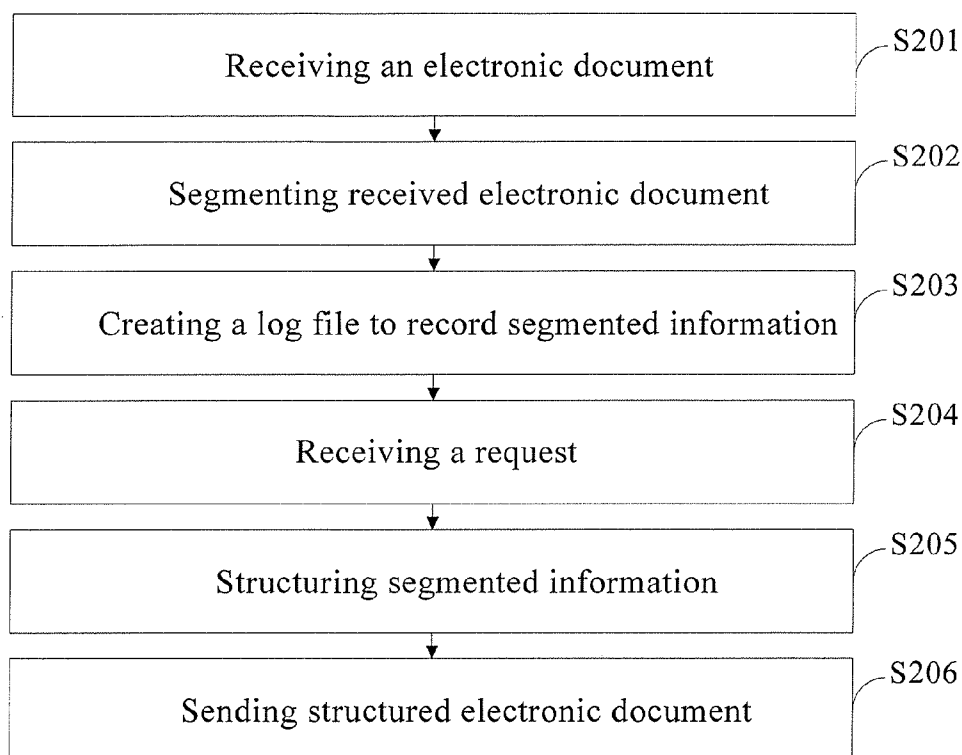 Receiving an electronic document
S201
Segmenting received electronic document
S202
Creating a log file to record segmented information
S203
Receiving a request
S204
Structuring segmented information
S205
Sending structured electronic document
S206